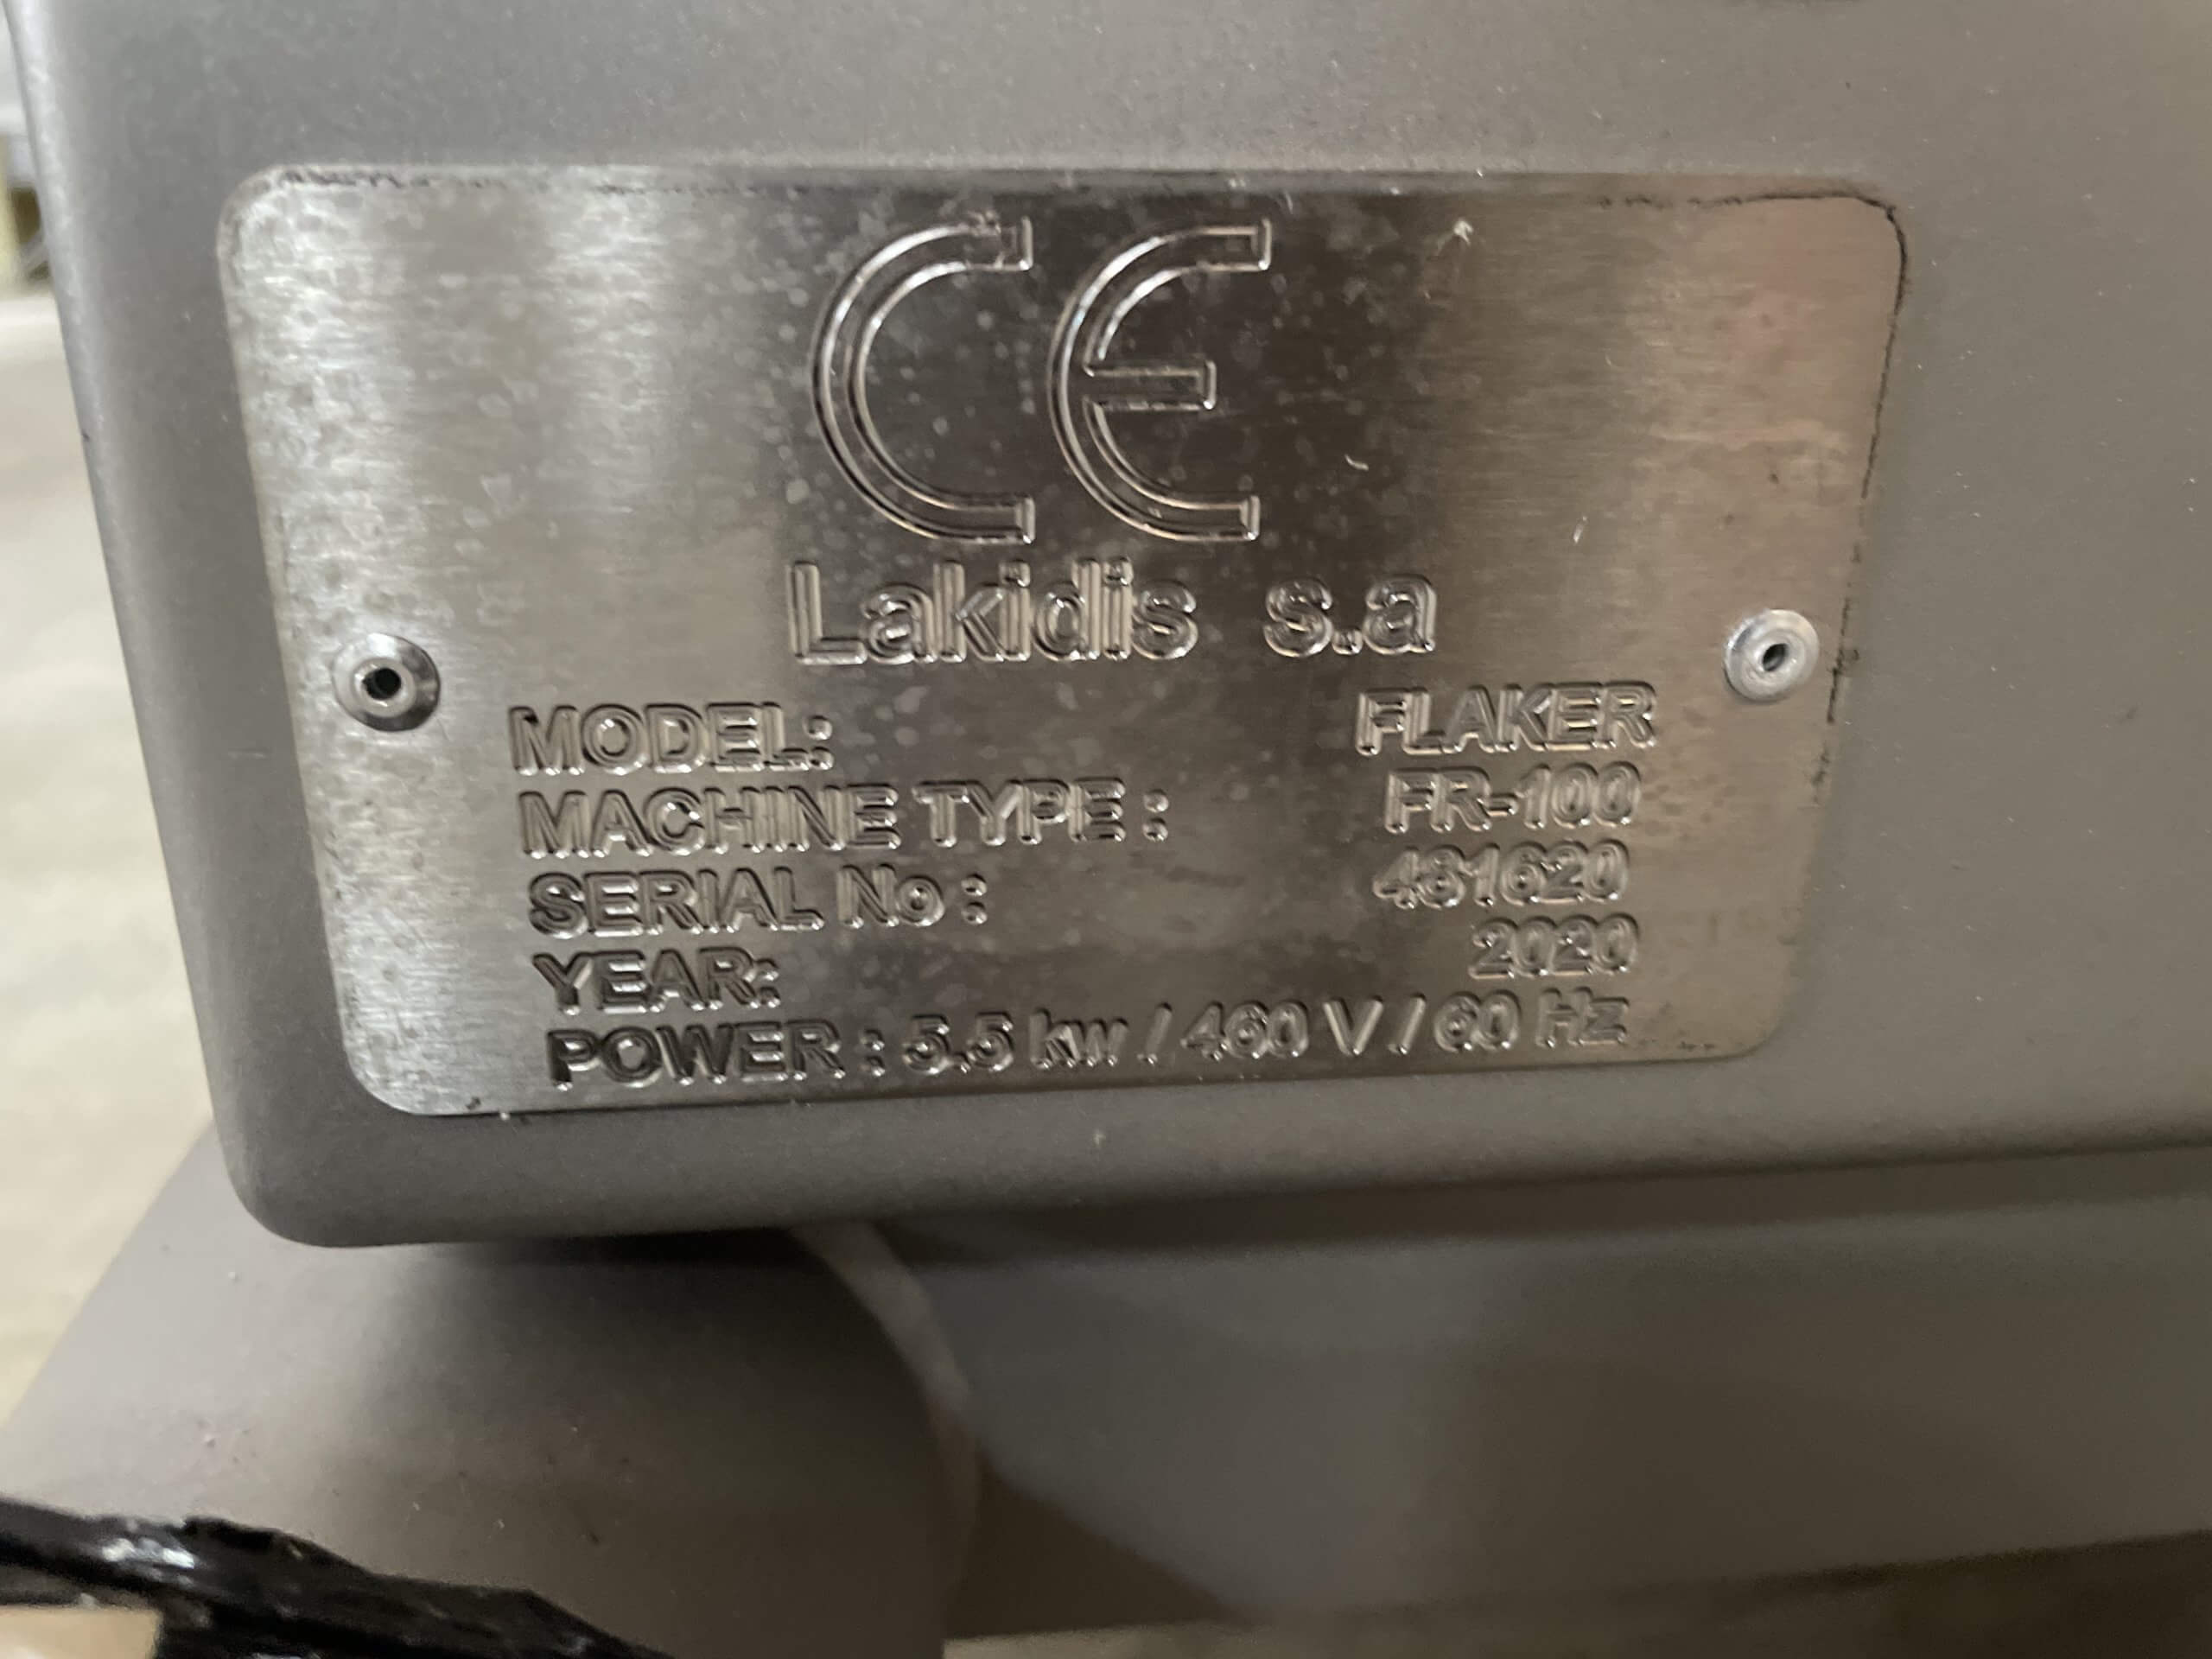 CE
Lakidis s.a
MODEL: FLAKER
MACHINE TYPE : FR-100
SERIAL No : 481620
YEAR: 2020
POWER : 5.5 kw / 460 V / 60 Hz